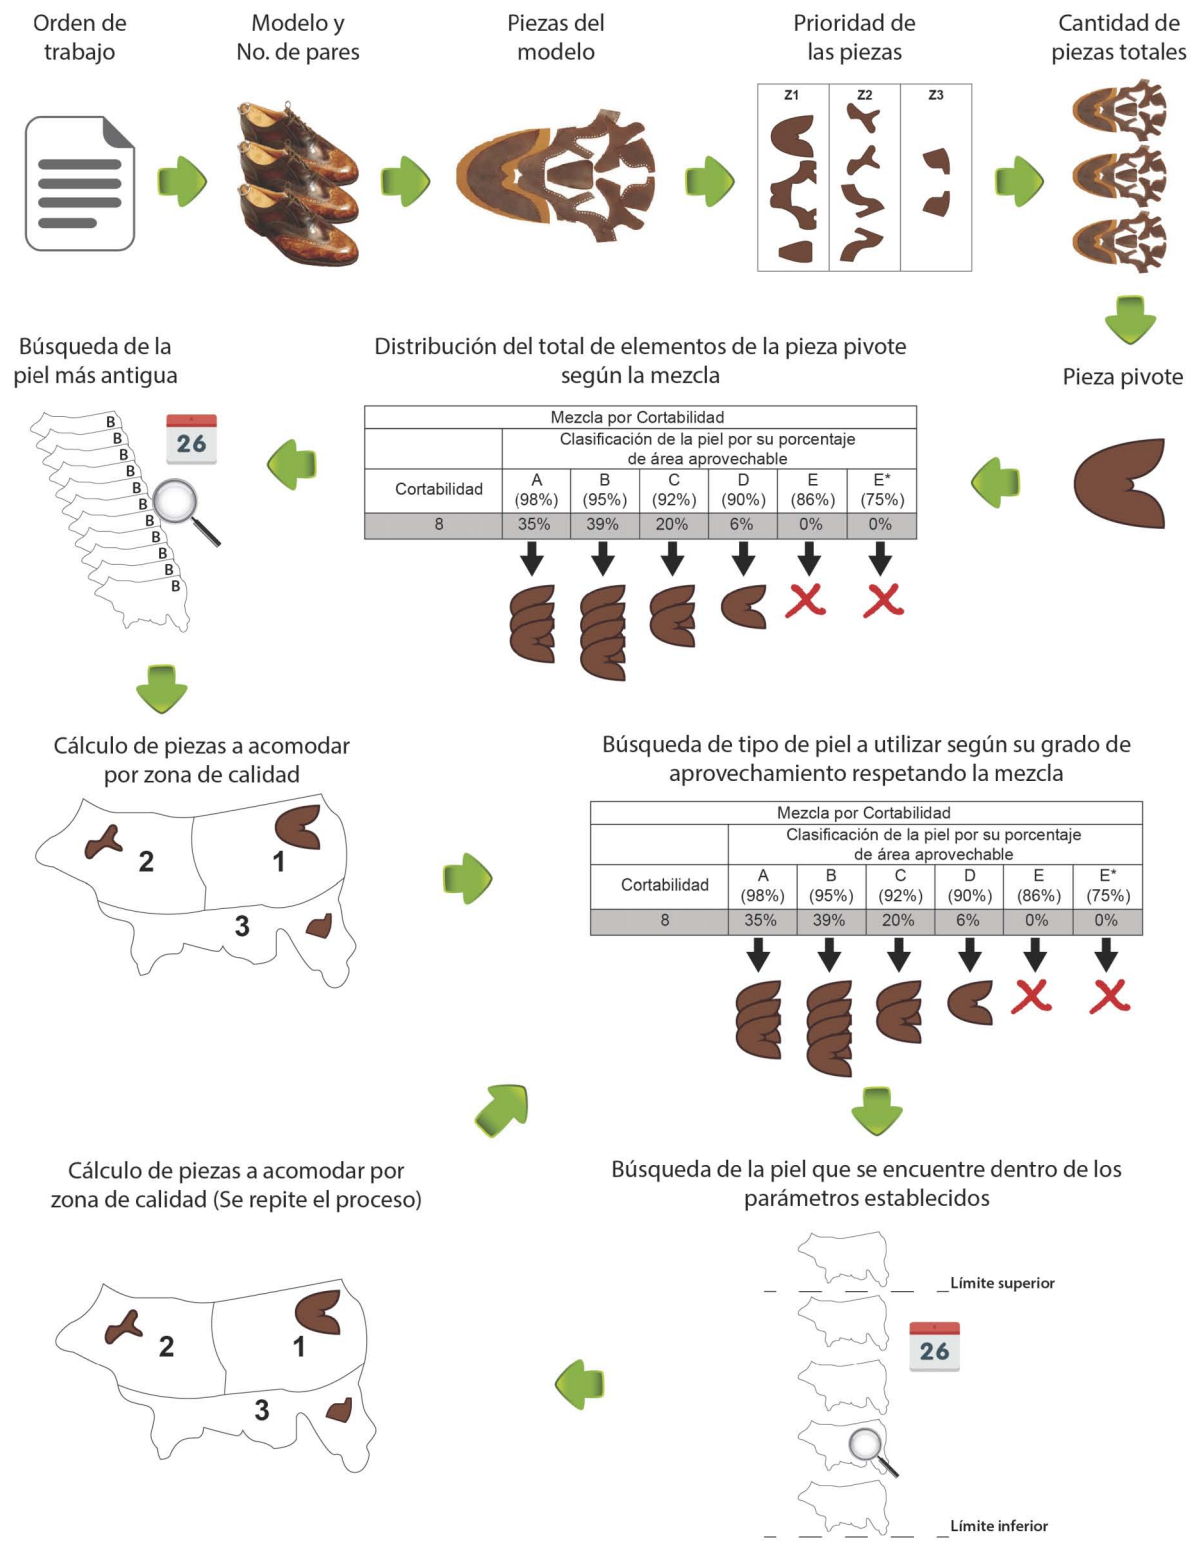 Orden de
trabajo
Modelo y
No. de pares
Piezas del
modelo
Prioridad de
las piezas
Cantidad de
piezas totales
Z1
Z2
Z3
Búsqueda de la
piel más antigua
Distribución del total de elementos de la pieza pivote
según la mezcla
Pieza pivote
B
B
B
B
B
B
B
B
B
B
B
26
Mezcla por Cortabilidad
Clasificación de la piel por su porcentaje
de área aprovechable
Cortabilidad
A
(98%)
B
(95%)
C
(92%)
D
(90%)
E
(86%)
E*
(75%)
8
35%
39%
20%
6%
0%
0%
Cálculo de piezas a acomodar
por zona de calidad
2
1
3
Búsqueda de tipo de piel a utilizar según su grado de
aprovechamiento respetando la mezcla
Mezcla por Cortabilidad
Clasificación de la piel por su porcentaje
de área aprovechable
Cortabilidad
A
(98%)
B
(95%)
C
(92%)
D
(90%)
E
(86%)
E*
(75%)
8
35%
39%
20%
6%
0%
0%
Cálculo de piezas a acomodar por
zona de calidad (Se repite el proceso)
2
1
3
Búsqueda de la piel que se encuentre dentro de los
parámetros establecidos
Límite superior
26
Límite inferior